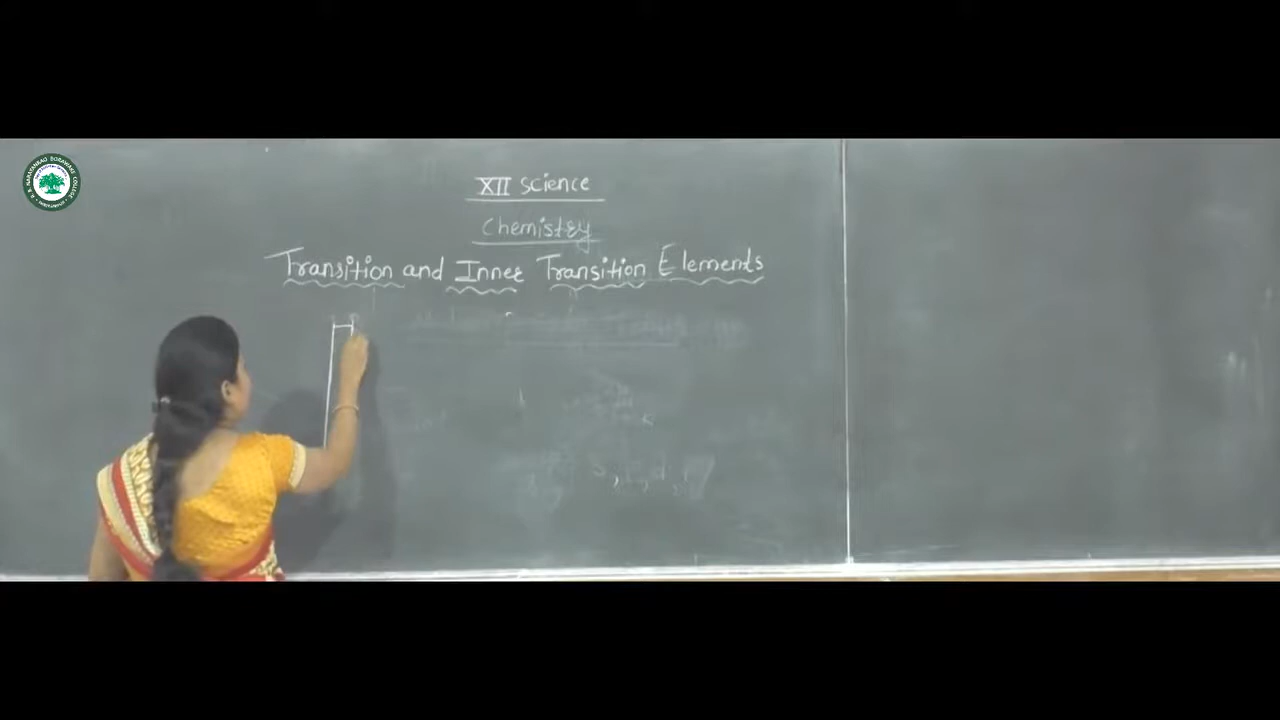 XII Science
Chemistry
Transition and Inner Transition Elements